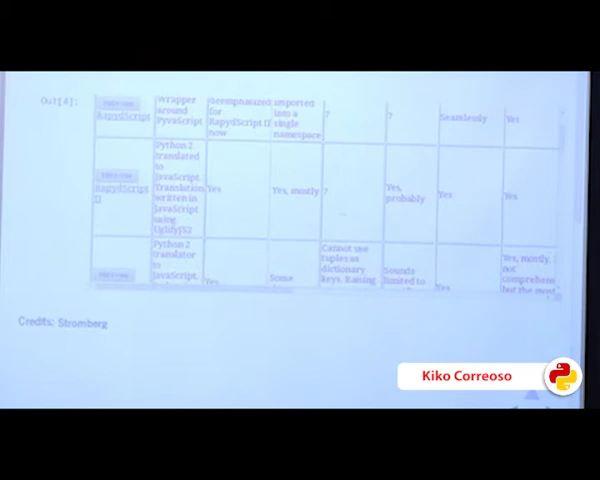 Out[4]:
RapydScript
Wrapper
around
PyvaScript
deemphasized
for
RapydScript II
now
imported
into a
single
namespace
?
?
Seamlessly
Yes
RapydScript
II
Python 2
translated
to
JavaScript.
Translation
written in
JavaScript
using
UglifyJS2
Yes
Yes, mostly
?
Yes,
probably
Yes
Yes
Python 2
translator
to
JavaScript,
Yes
Some
Cannot use
tuples as
dictionary
keys.
Sounds
limited to
Yes
Yes, mostly.
not
but the most
Credits: Stromberg
Kiko Correoso